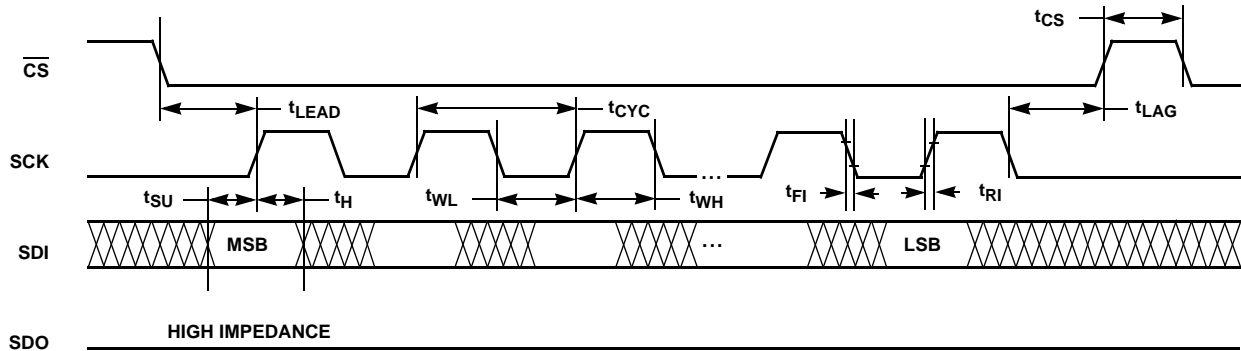 tCS
CS
tLEAD
tCYC
tLAG
SCK
...
tSU
tH
tWL
tWH
tFI
tRI
SDI
MSB
...
LSB
HIGH IMPEDANCE
SDO